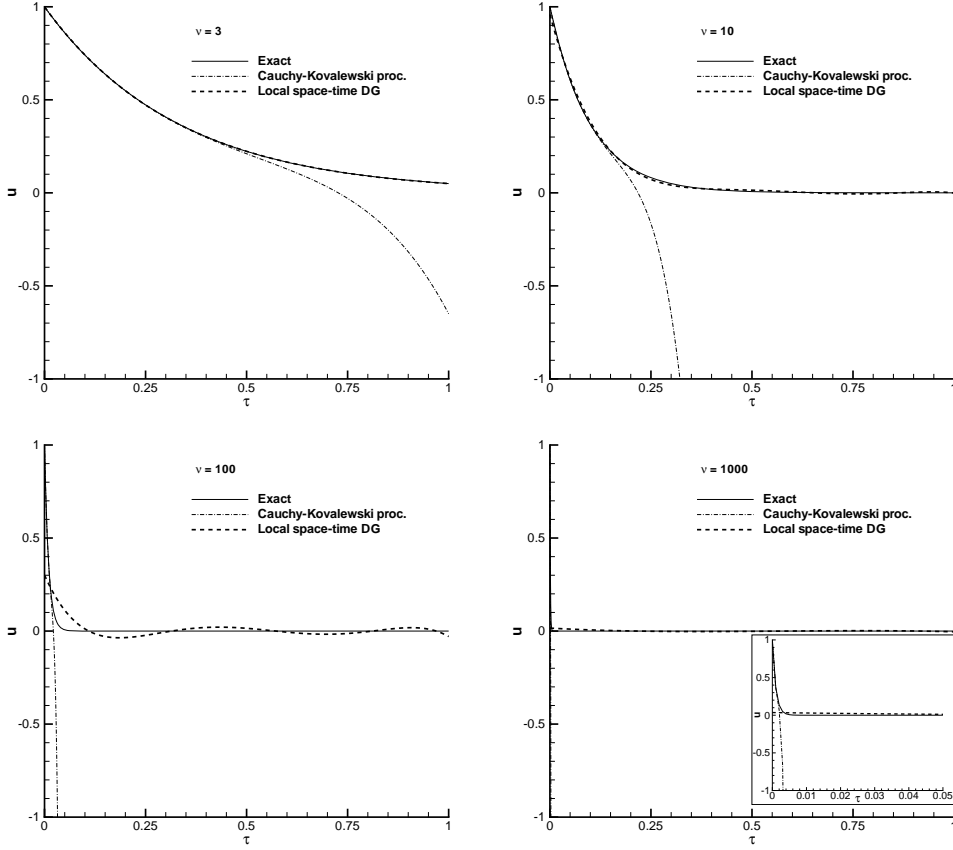 ν = 3
Exact
Cauchy-Kovalewski proc.
Local space-time DG
1
0.5
0
-0.5
-1
u
0
0.25
0.5
0.75
1
τ
ν = 10
Exact
Cauchy-Kovalewski proc.
Local space-time DG
1
0.5
0
-0.5
-1
u
0
0.25
0.5
0.75
1
τ
ν = 100
Exact
Cauchy-Kovalewski proc.
Local space-time DG
1
0.5
0
-0.5
-1
u
0
0.25
0.5
0.75
1
τ
ν = 1000
Exact
Cauchy-Kovalewski proc.
Local space-time DG
1
0.5
0
-0.5
-1
u
0
0.25
0.5
0.75
1
τ
1
0.5
0
-0.5
-1
u
0
0.01
0.02
0.03
0.04
0.05
τ